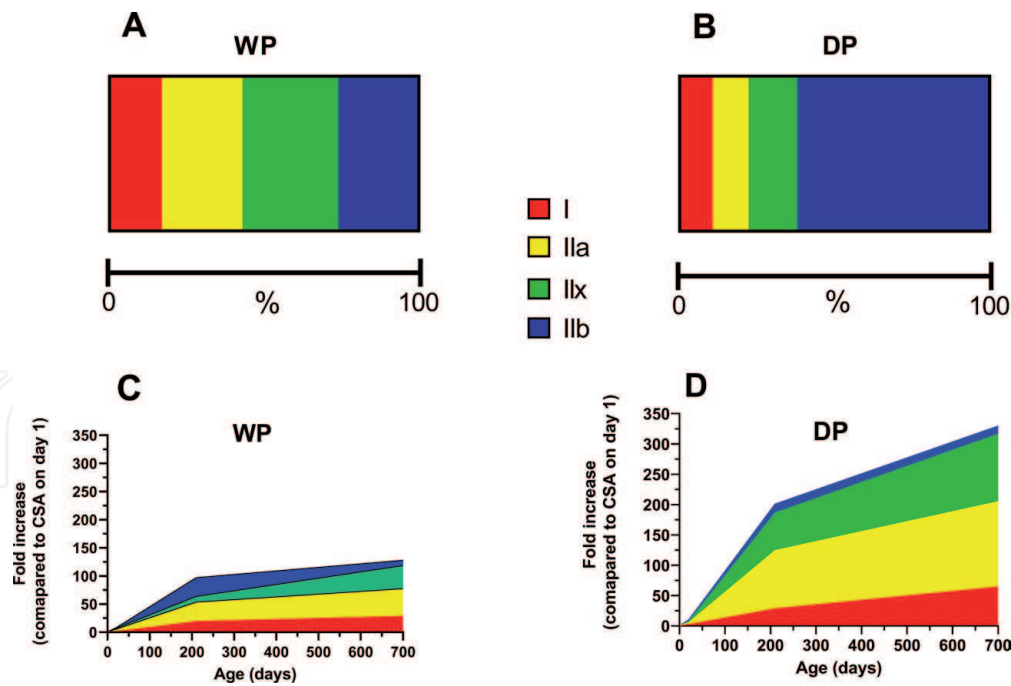 A
WP
0
%
100
B
DP
0
%
100
I
IIa
IIx
IIb
C
WP
Fold increase
(comapared to CSA on day 1)
350
300
250
200
150
100
50
0
0 100 200 300 400 500 600 700
Age (days)
D
DP
Fold increase
(comapared to CSA on day 1)
350
300
250
200
150
100
50
0
0 100 200 300 400 500 600 700
Age (days)